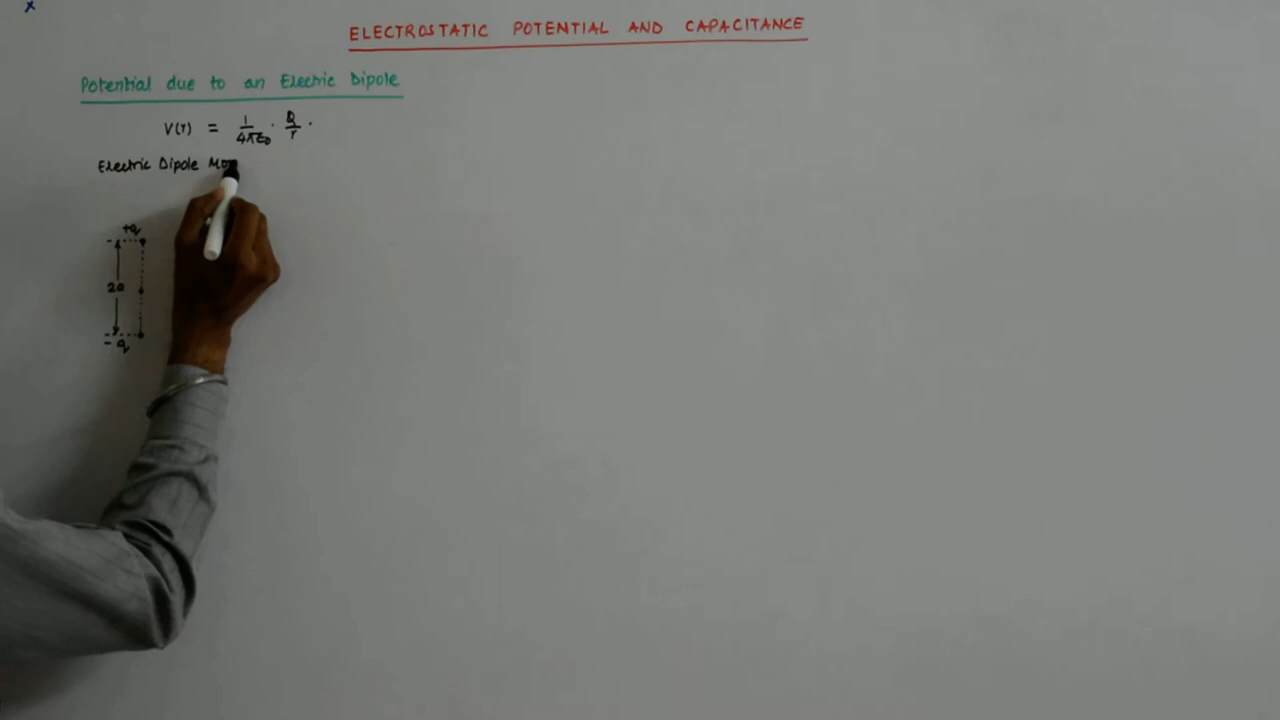 x
ELECTROSTATIC POTENTIAL AND CAPACITANCE
Potential due to an Electric Dipole
V(r) = 1/4πε0 · Q/r ·
Electric Dipole Mo
+q
2a
-q